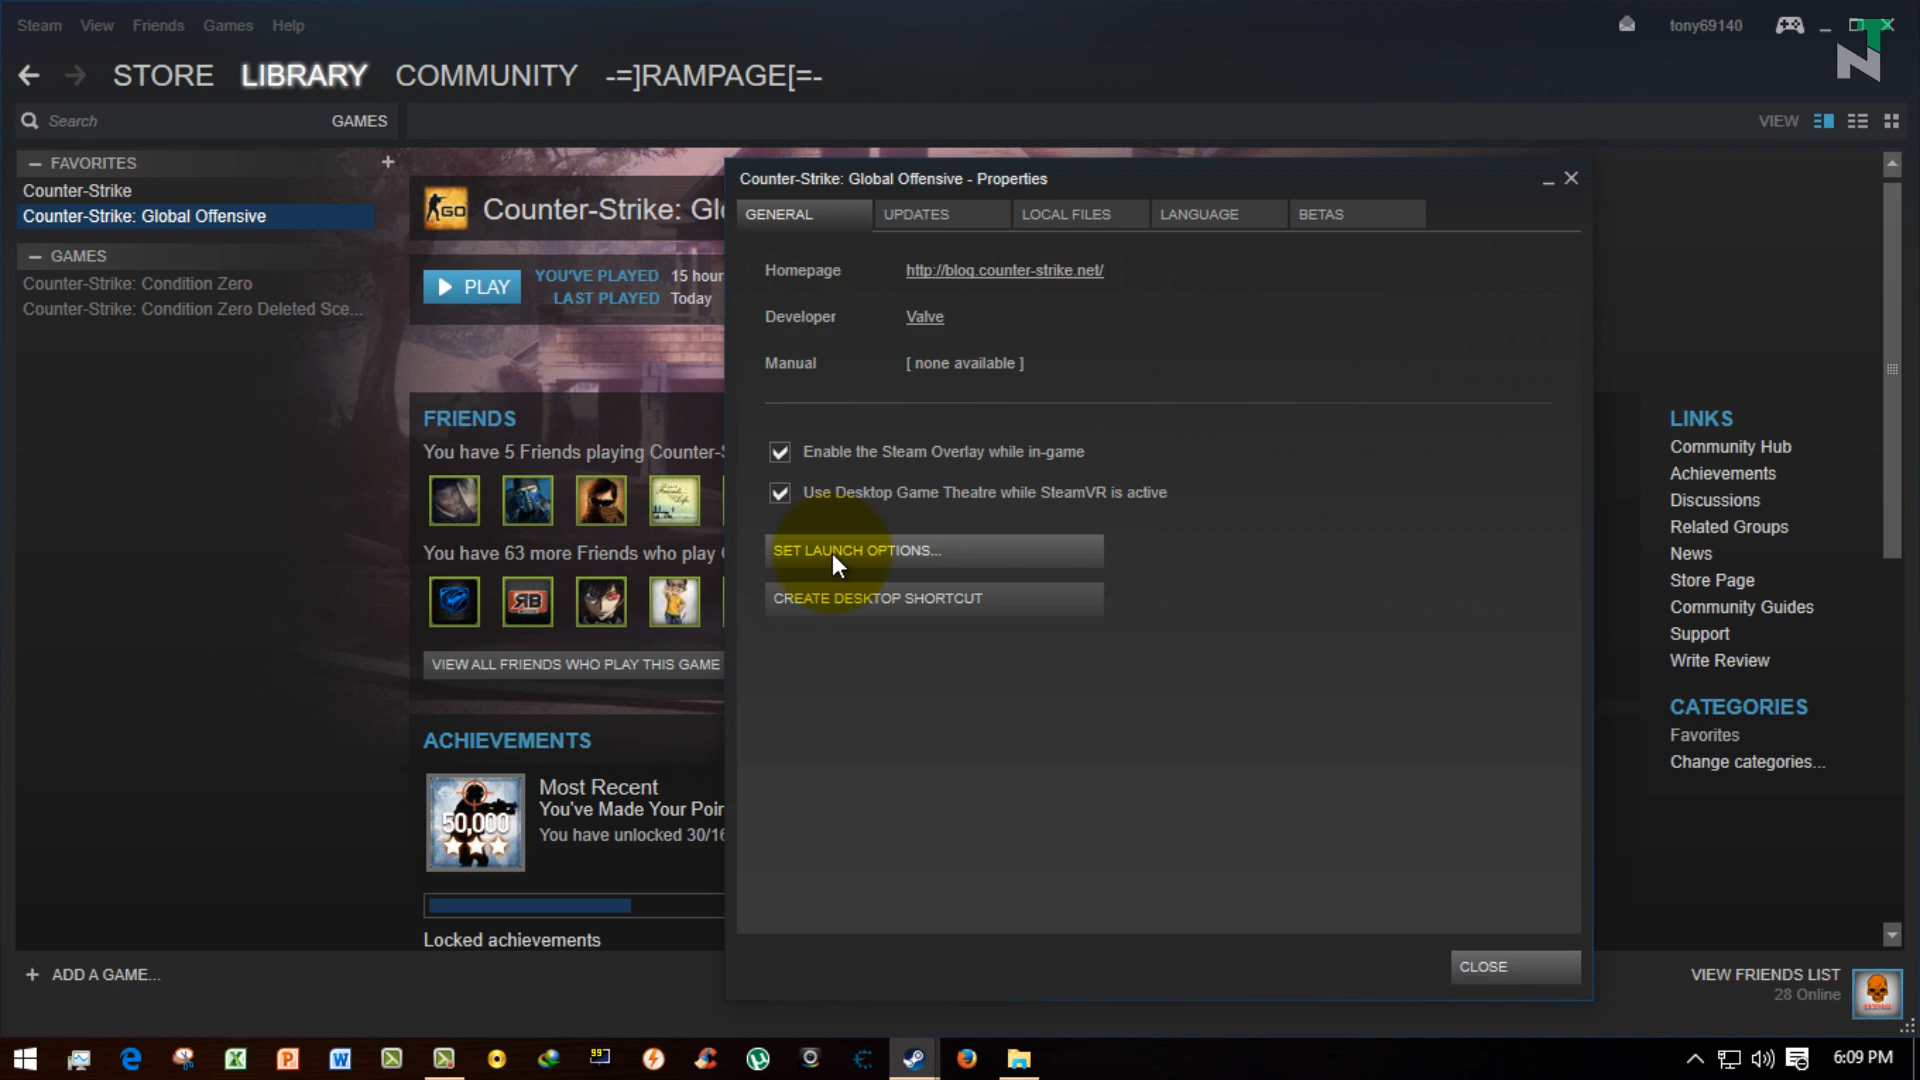 Steam View Friends Games Help
tony69140
STORE LIBRARY COMMUNITY -=]RAMPAGE[=-
Search GAMES
VIEW
— FAVORITES +
Counter-Strike
Counter-Strike: Global Offensive
— GAMES
Counter-Strike: Condition Zero
Counter-Strike: Condition Zero Deleted Sce...
GO
Counter-Strike: Gl
PLAY
YOU'VE PLAYED 15 hour
LAST PLAYED Today
FRIENDS
You have 5 Friends playing Counter-S
You have 63 more Friends who play
RB
VIEW ALL FRIENDS WHO PLAY THIS GAME
ACHIEVEMENTS
50,000
Most Recent
You've Made Your Poin
You have unlocked 30/16
Locked achievements
Counter-Strike: Global Offensive - Properties
GENERAL UPDATES LOCAL FILES LANGUAGE BETAS
Homepage http://blog.counter-strike.net/
Developer Valve
Manual [ none available ]
Enable the Steam Overlay while in-game
Use Desktop Game Theatre while SteamVR is active
SET LAUNCH OPTIONS...
CREATE DESKTOP SHORTCUT
CLOSE
LINKS
Community Hub
Achievements
Discussions
Related Groups
News
Store Page
Community Guides
Support
Write Review
CATEGORIES
Favorites
Change categories...
+ ADD A GAME...
VIEW FRIENDS LIST
28 Online
99
6:09 PM